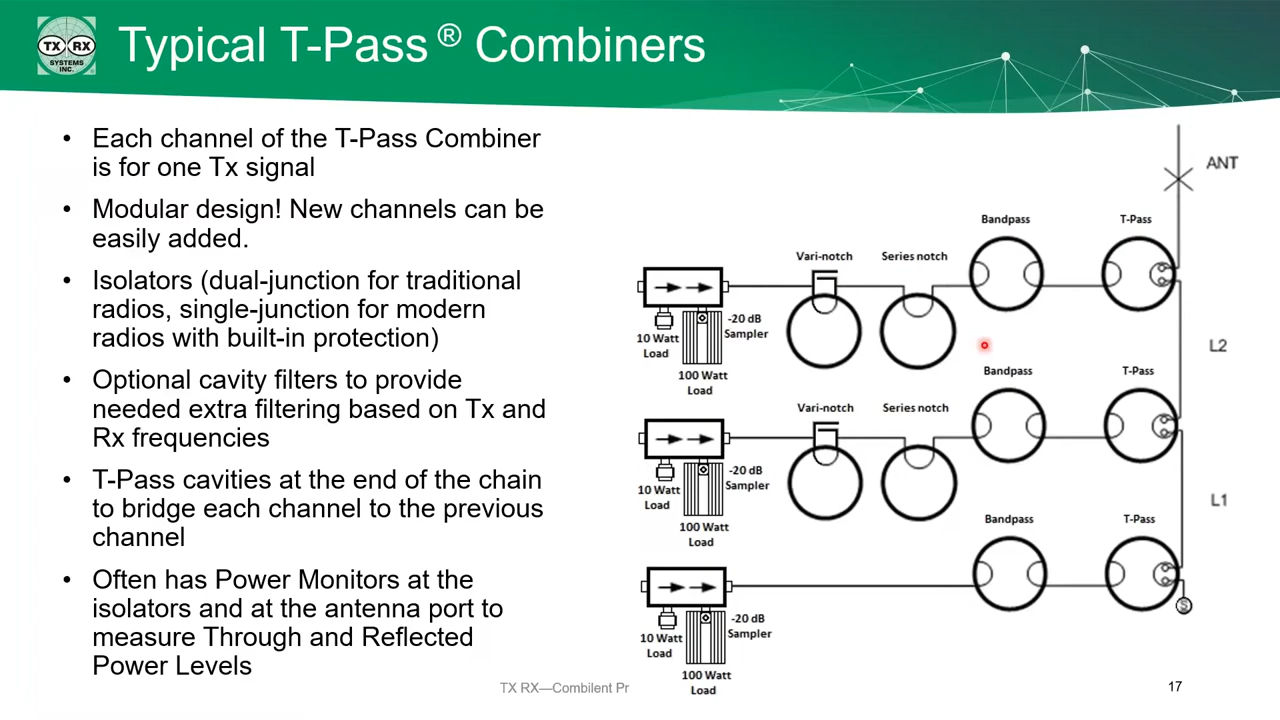 TX RX
SYSTEMS
INC.
Typical T-Pass ® Combiners
• Each channel of the T-Pass Combiner
is for one Tx signal
• Modular design! New channels can be
easily added.
• Isolators (dual-junction for traditional
radios, single-junction for modern
radios with built-in protection)
• Optional cavity filters to provide
needed extra filtering based on Tx and
Rx frequencies
• T-Pass cavities at the end of the chain
to bridge each channel to the previous
channel
• Often has Power Monitors at the
isolators and at the antenna port to
measure Through and Reflected
Power Levels
ANT
Bandpass
T-Pass
Vari-notch
Series notch
-20 dB
Sampler
10 Watt
Load
100 Watt
Load
L2
Bandpass
T-Pass
Vari-notch
Series notch
-20 dB
Sampler
10 Watt
Load
100 Watt
Load
L1
Bandpass
T-Pass
S
-20 dB
Sampler
10 Watt
Load
100 Watt
Load
TX RX—Combilent Pr
17